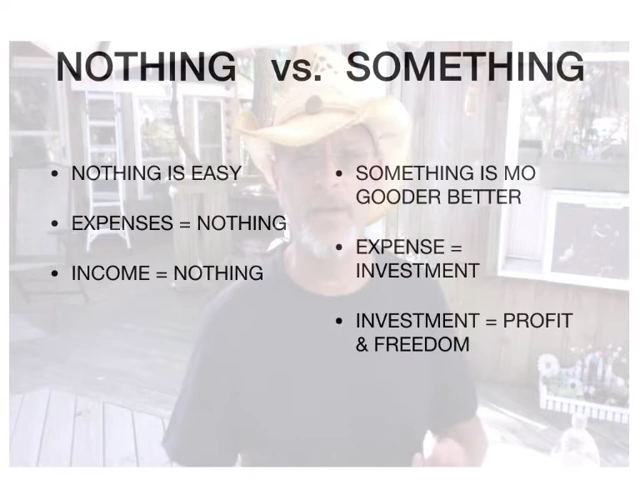 NOTHING vs. SOMETHING
• NOTHING IS EASY
• EXPENSES = NOTHING
• INCOME = NOTHING
• SOMETHING IS MO
GOODER BETTER
• EXPENSE =
INVESTMENT
• INVESTMENT = PROFIT
& FREEDOM